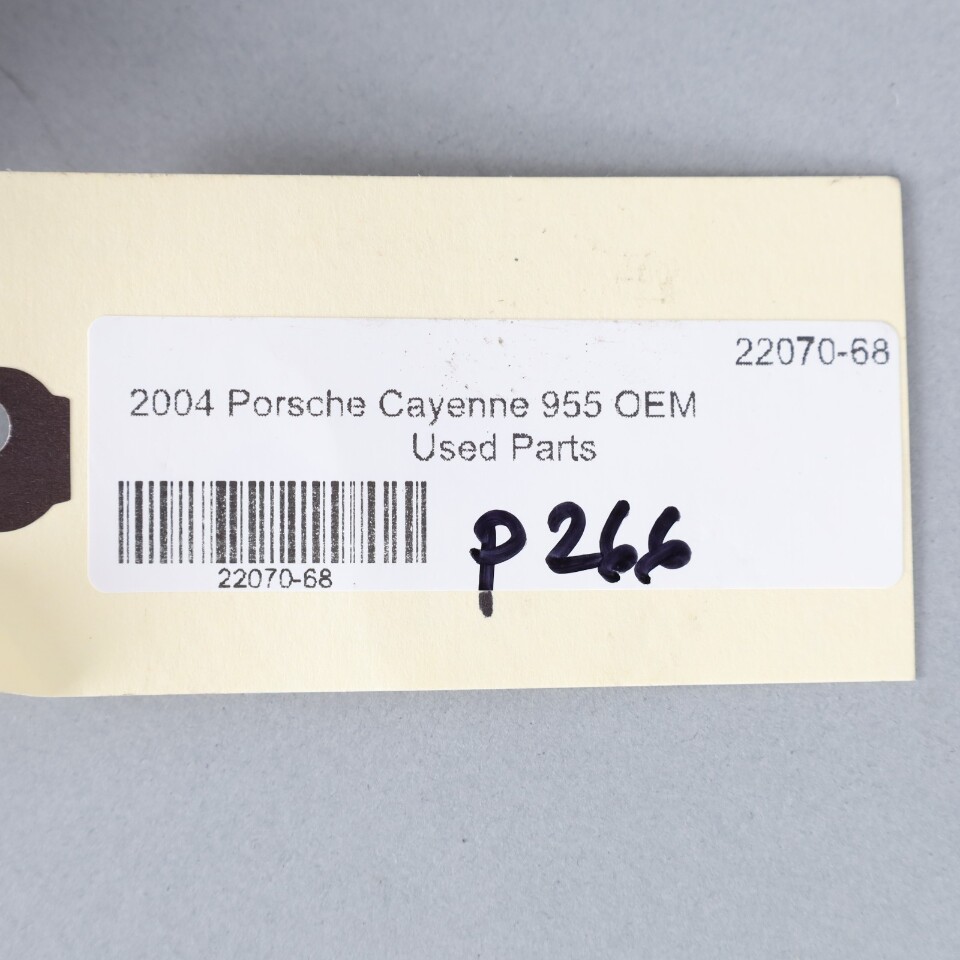 22070-68
2004 Porsche Cayenne 955 OEM
Used Parts
22070-68
P266